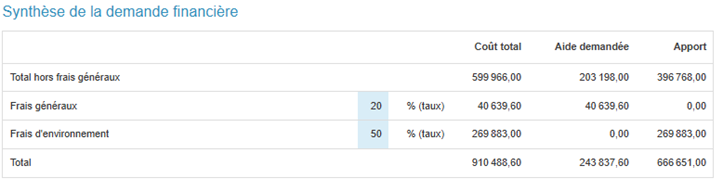 Synthèse de la demande financière
Coût total Aide demandée Apport
Total hors frais généraux 599 966,00 203 198,00 396 768,00
Frais généraux 20 % (taux) 40 639,60 40 639,60 0,00
Frais d'environnement 50 % (taux) 269 883,00 0,00 269 883,00
Total 910 488,60 243 837,60 666 651,00